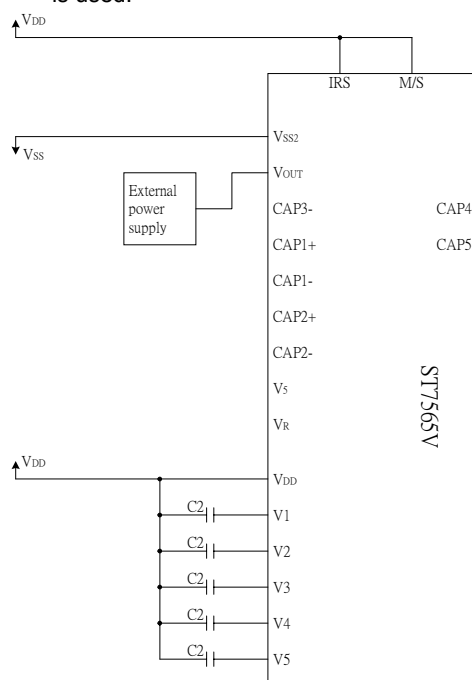 is used.
VDD
IRS M/S
VSS2
VSS
VOUT
External
power
supply
CAP3- CAP4
CAP1+ CAP5
CAP1-
CAP2+
CAP2-
V5
ST7565V
VR
VDD
VDD
C2 V1
C2 V2
C2 V3
C2 V4
C2 V5